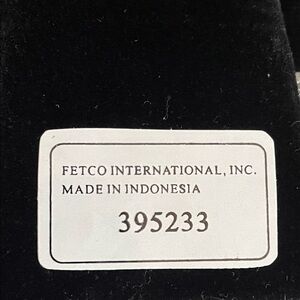 FETCO INTERNATIONAL, INC.
MADE IN INDONESIA
395233